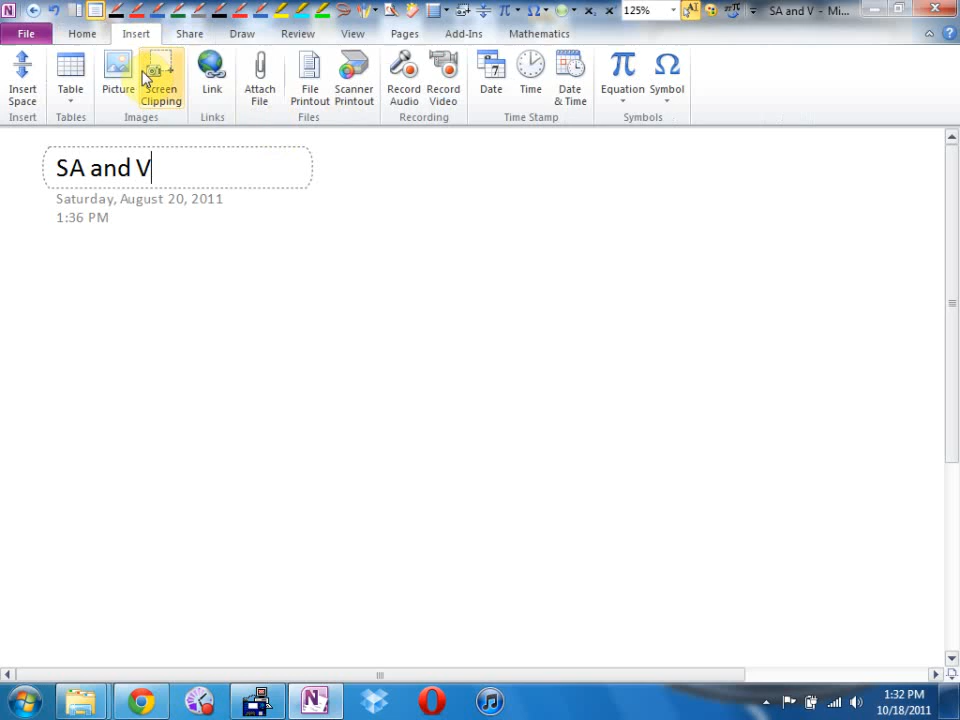 125% SA and V - Mi...
File Home Insert Share Draw Review View Pages Add-Ins Mathematics
Insert Space Table Picture Screen Clipping Link Attach File File Printout Scanner Printout Record Audio Record Video Date Time Date & Time Equation Symbol
Insert Tables Images Links Files Recording Time Stamp Symbols
SA and V
Saturday, August 20, 2011
1:36 PM
1:32 PM
10/18/2011